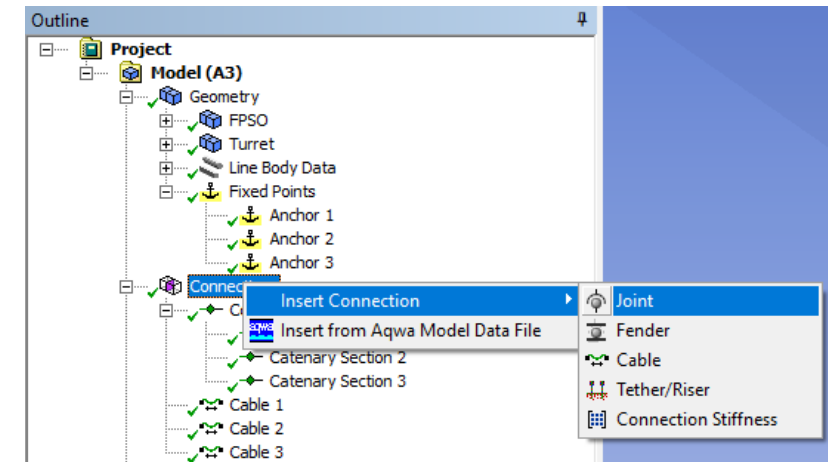 Outline
Project
Model (A3)
Geometry
FPSO
Turret
Line Body Data
Fixed Points
Anchor 1
Anchor 2
Anchor 3
Connec
Insert Connection
Joint
C
aqwa Insert from Aqwa Model Data File
Fender
Catenary Section 2
Cable
Catenary Section 3
Tether/Riser
Cable 1
Connection Stiffness
Cable 2
Cable 3